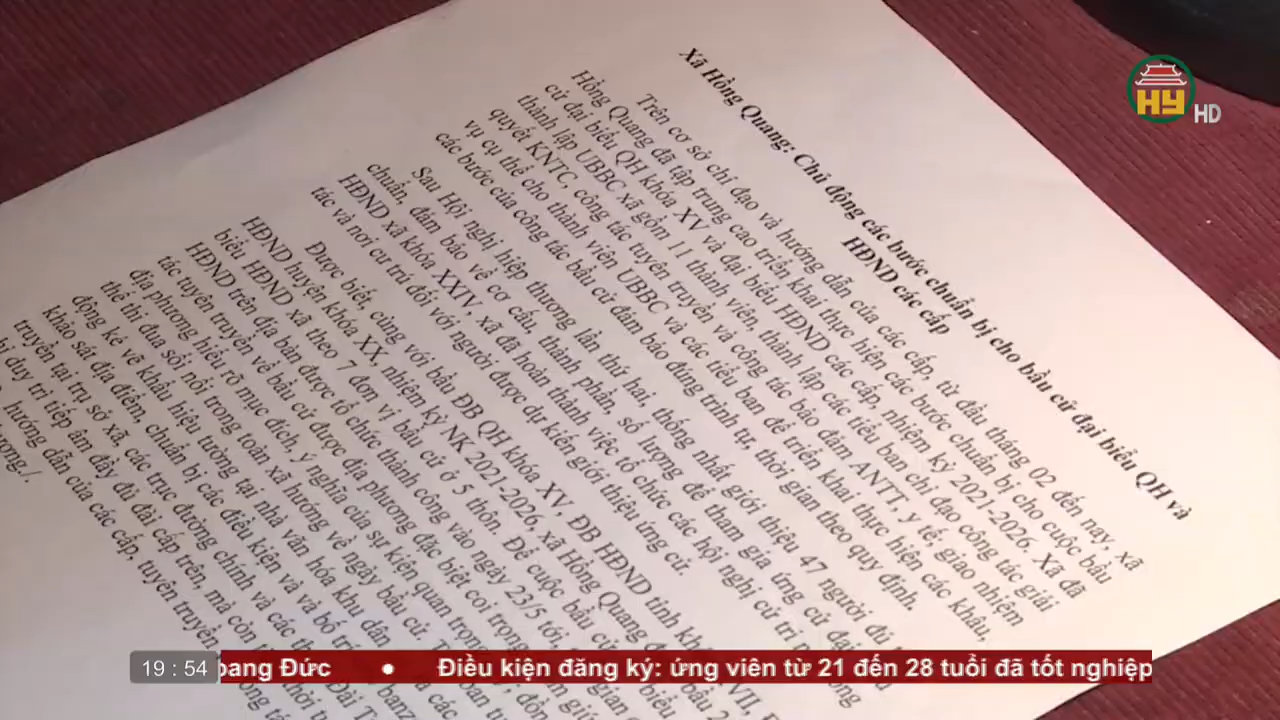 HY HD
Xã Hồng Quang: Chủ động các bước chuẩn bị cho bầu cử đại biểu QH và
HĐND các cấp
Trên cơ sở chỉ đạo và hướng dẫn của các cấp, từ đầu tháng 02 đến nay, xã
Hồng Quang đã tập trung cao triển khai thực hiện các bước chuẩn bị cho cuộc bầu
cử đại biểu QH khóa XV và đại biểu HĐND các cấp, nhiệm kỳ 2021-2026. Xã đã
thành lập UBBC xã gồm 11 thành viên, thành lập các tiểu ban chỉ đạo công tác giải
quyết KNTC, công tác tuyên truyền và công tác bảo đảm ANTT, y tế, giao nhiệm
vụ cụ thể cho thành viên UBBC và các tiểu ban để triển khai thực hiện các khâu,
các bước của công tác bầu cử đảm bảo đúng trình tự, thời gian theo quy định.
Sau Hội nghị hiệp thương lần thứ hai, thống nhất giới thiệu 47 người đủ
chuẩn, đảm bảo về cơ cấu, thành phần, số lượng để tham gia ứng cử đại
HĐND xã khóa XXIV, xã đã hoàn thành việc tổ chức các hội nghị cử tri
tác và nơi cư trú đối với người được dự kiến giới thiệu ứng cử.
Được biết, cùng với bầu ĐB QH khóa XV, ĐB HĐND tỉnh
HĐND huyện khóa XX, nhiệm kỳ NK 2021-2026, xã Hồng Quang
biểu HĐND xã theo 7 đơn vị bầu cử ở 5 thôn. Để cuộc bầu cử
HĐND trên địa bàn được tổ chức thành công vào ngày 23/5 tới,
tác tuyên truyền về bầu cử được địa phương đặc biệt coi trọng
địa phương hiểu rõ mục đích, ý nghĩa của sự kiện quan trọng
thể thi đua sôi nổi trong toàn xã hướng về ngày bầu cử.
động kẻ vẽ khẩu hiệu tường tại nhà văn hóa khu dân
khảo sát địa điểm, chuẩn bị các điều kiện và bố trí
truyền tại trụ sở xã, các trục đường chính và các
duy trì tiếp âm đầy đủ đài cấp trên, mà còn
hướng dẫn của các cấp, tuyên truyền
19 : 54
oang Đức • Điều kiện đăng ký: ứng viên từ 21 đến 28 tuổi đã tốt nghiệp